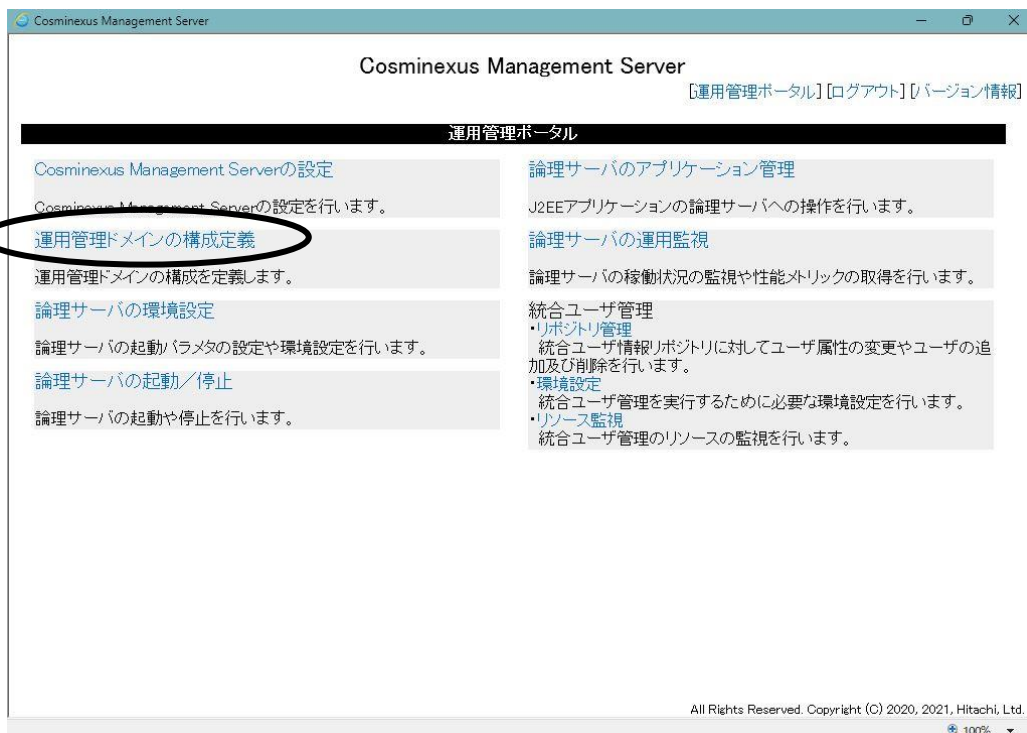 Cosminexus Management Server
Cosminexus Management Server
[運用管理ポータル] [ログアウト] [バージョン情報]
運用管理ポータル
Cosminexus Management Serverの設定
Cosminexus Management Serverの設定を行います。
運用管理ドメインの構成定義
運用管理ドメインの構成を定義します。
論理サーバの環境設定
論理サーバの起動パラメタの設定や環境設定を行います。
論理サーバの起動／停止
論理サーバの起動や停止を行います。
論理サーバのアプリケーション管理
J2EEアプリケーションの論理サーバへの操作を行います。
論理サーバの運用監視
論理サーバの稼働状況の監視や性能メトリックの取得を行います。
統合ユーザ管理
・リポジトリ管理
統合ユーザ情報リポジトリに対してユーザ属性の変更やユーザの追
加及び削除を行います。
・環境設定
統合ユーザ管理を実行するために必要な環境設定を行います。
・リソース監視
統合ユーザ管理のリソースの監視を行います。
All Rights Reserved. Copyright (C) 2020, 2021, Hitachi, Ltd.
100%